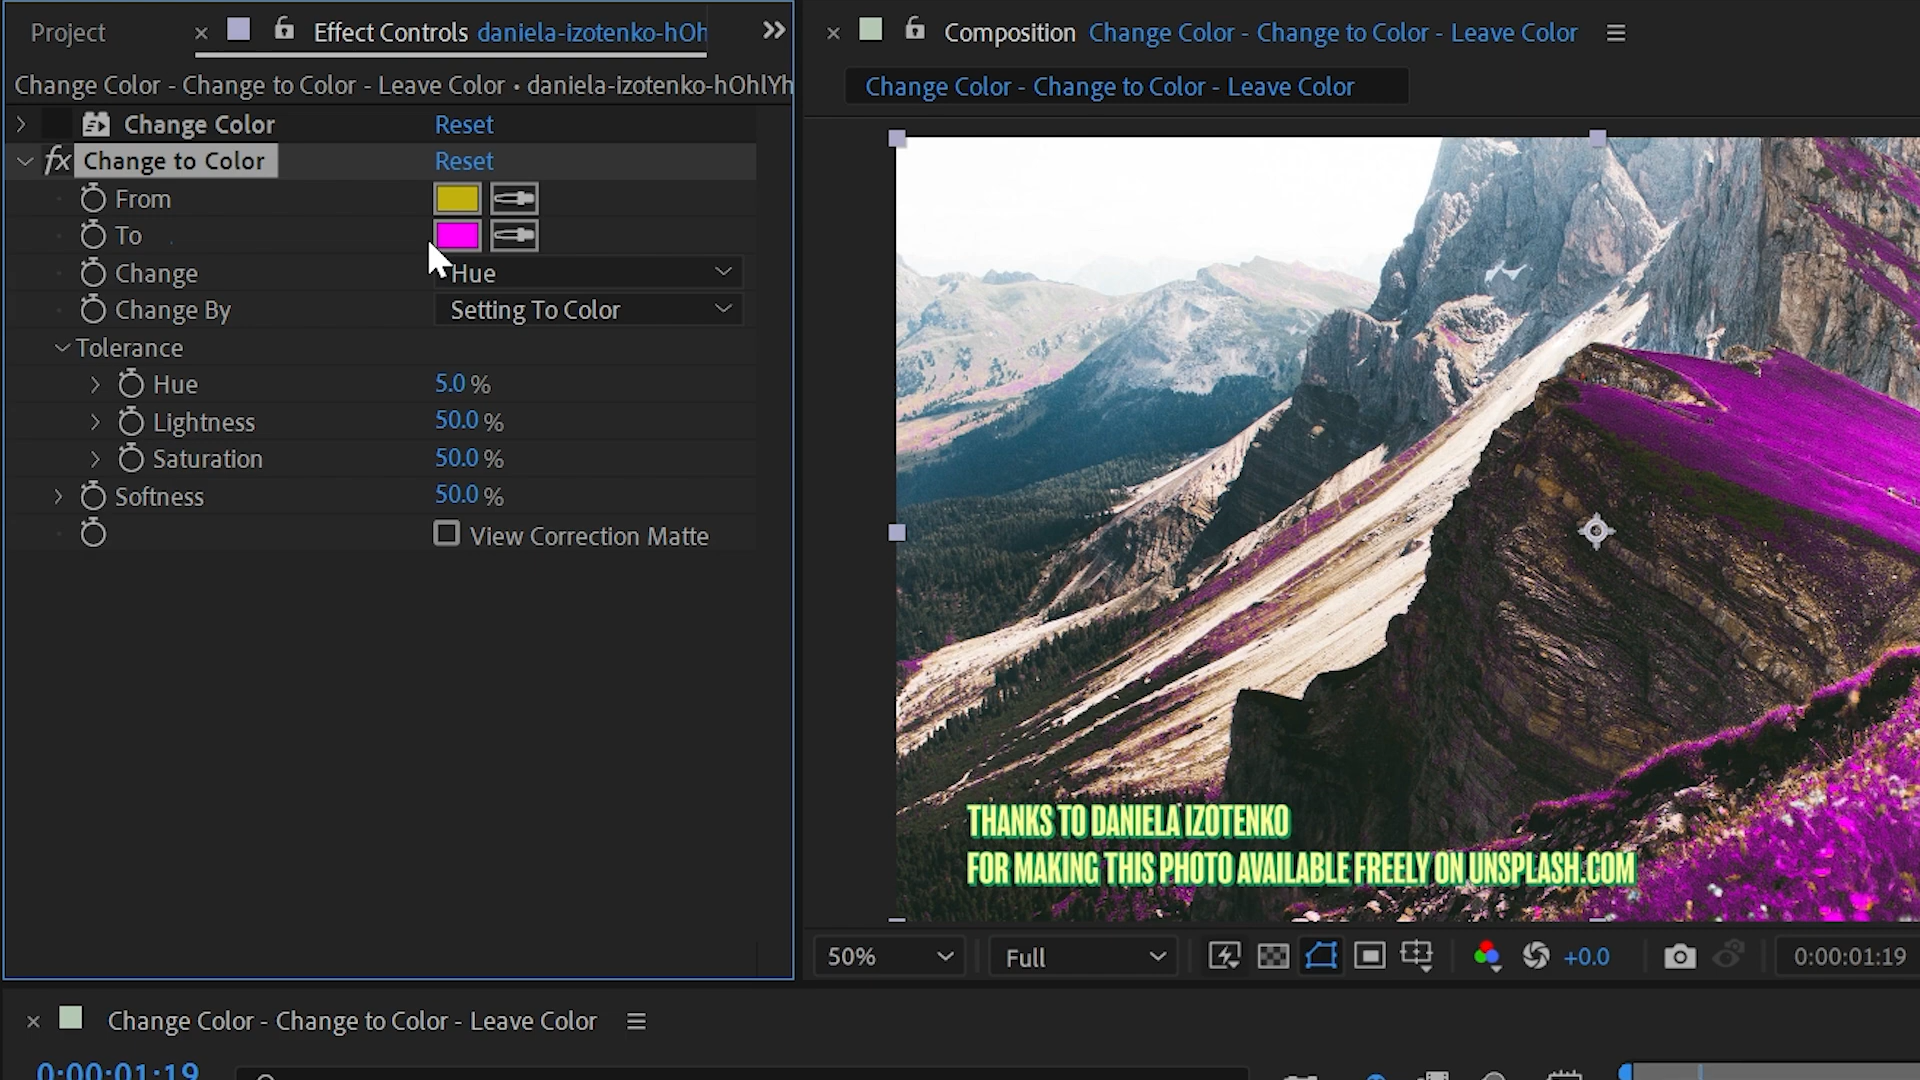 Project
Effect Controls daniela-izotenko-hOh
Change Color - Change to Color - Leave Color • daniela-izotenko-hOhlYh
Change Color Reset
fx Change to Color Reset
From
To
Change Hue
Change By Setting To Color
Tolerance
Hue 5.0 %
Lightness 50.0 %
Saturation 50.0 %
Softness 50.0 %
View Correction Matte
Composition Change Color - Change to Color - Leave Color
Change Color - Change to Color - Leave Color
THANKS TO DANIELA IZOTENKO
FOR MAKING THIS PHOTO AVAILABLE FREELY ON UNSPLASH.COM
50% Full +0.0 0:00:01:19
Change Color - Change to Color - Leave Color
0:00:01:19